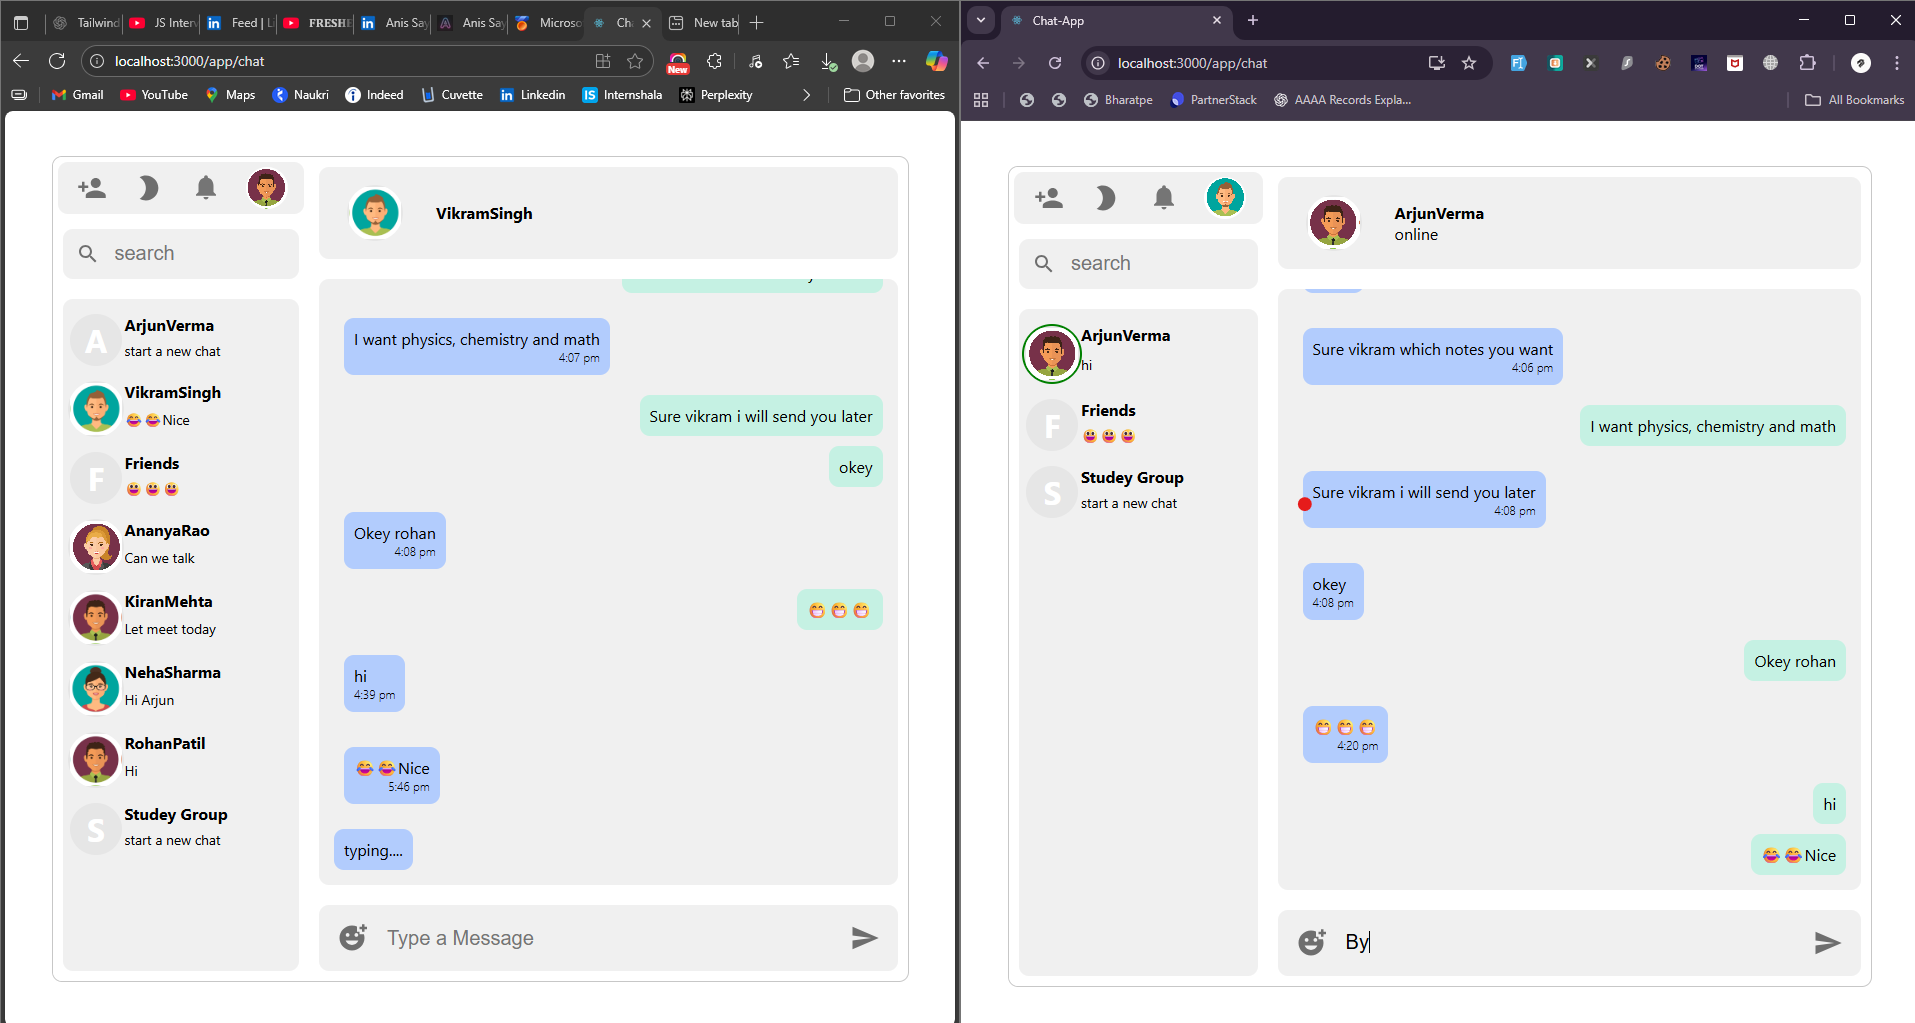 Tailwind
JS Interv
Feed | Li
FRESHE
Anis Say
Anis Say
Microso
Ch
New tab
localhost:3000/app/chat
New
Gmail
YouTube
Maps
Naukri
Indeed
Cuvette
Linkedin
Internshala
Perplexity
Other favorites
search
A
ArjunVerma
start a new chat
VikramSingh
😂😂Nice
F
Friends
😃😃😃
AnanyaRao
Can we talk
KiranMehta
Let meet today
NehaSharma
Hi Arjun
RohanPatil
Hi
S
Studey Group
start a new chat
VikramSingh
I want physics, chemistry and math
4:07 pm
Sure vikram i will send you later
okey
Okey rohan
4:08 pm
😁😁😁
hi
4:39 pm
😂😂Nice
5:46 pm
typing....
Type a Message
Chat-App
localhost:3000/app/chat
Bharatpe
PartnerStack
AAAA Records Expla...
All Bookmarks
search
ArjunVerma
hi
F
Friends
😃😃😃
S
Studey Group
start a new chat
ArjunVerma
online
Sure vikram which notes you want
4:06 pm
I want physics, chemistry and math
Sure vikram i will send you later
4:08 pm
okey
4:08 pm
Okey rohan
😁😁😁
4:20 pm
hi
😂😂Nice
By